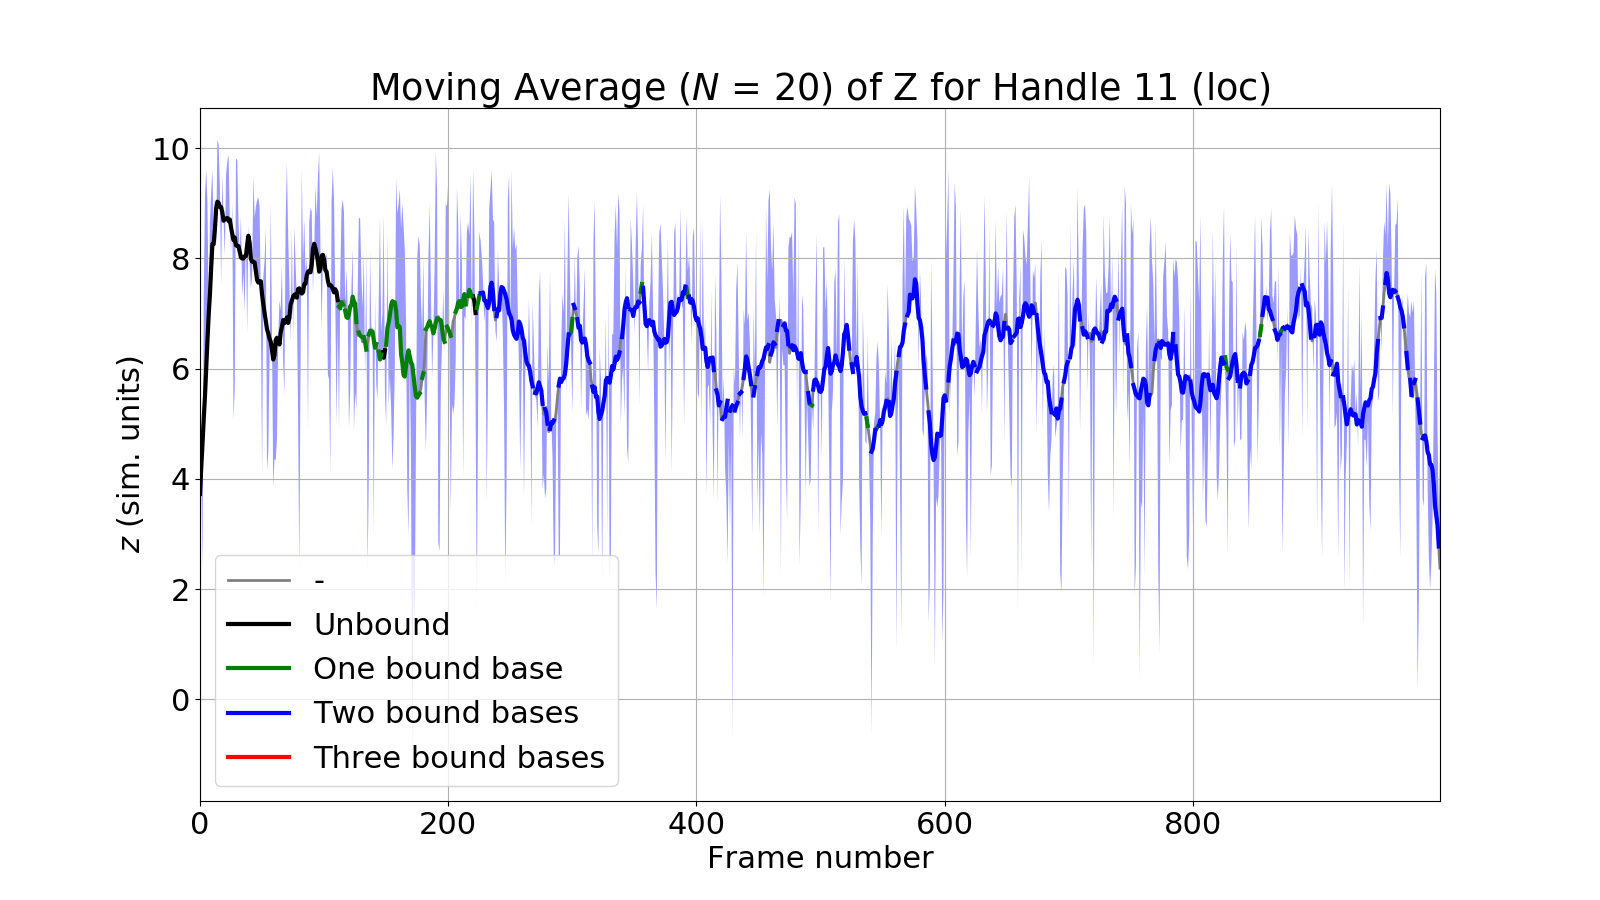 Moving Average (N = 20) of Z for Handle 11 (loc)
10
8
6
4
2
0
z (sim. units)
-
Unbound
One bound base
Two bound bases
Three bound bases
0 200 400 600 800
Frame number